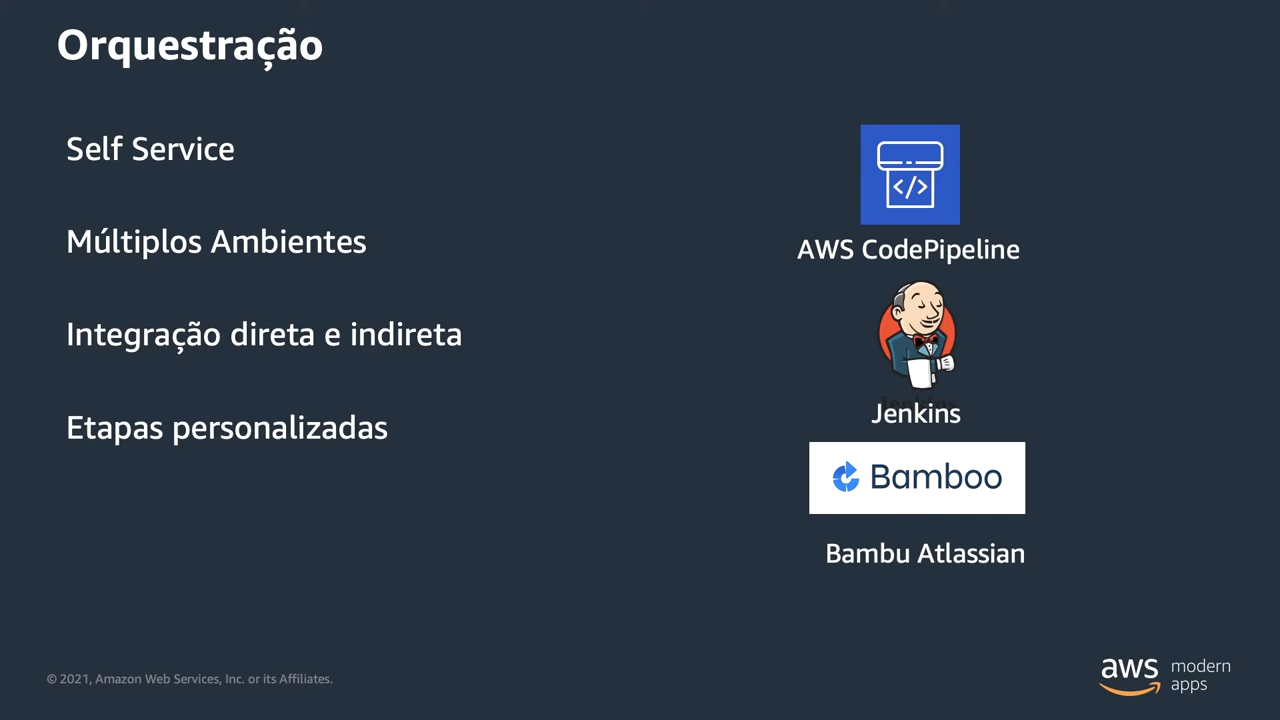 Orquestração
Self Service
Múltiplos Ambientes
Integração direta e indireta
Etapas personalizadas
</>
AWS CodePipeline
Jenkins
Jenkins
Bamboo
Bambu Atlassian
© 2021, Amazon Web Services, Inc. or its Affiliates.
aws modern
apps